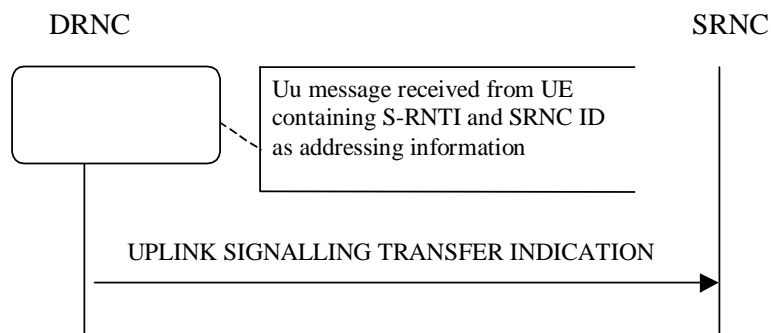 DRNC
SRNC
Uu message received from UE
containing S-RNTI and SRNC ID
as addressing information
UPLINK SIGNALLING TRANSFER INDICATION